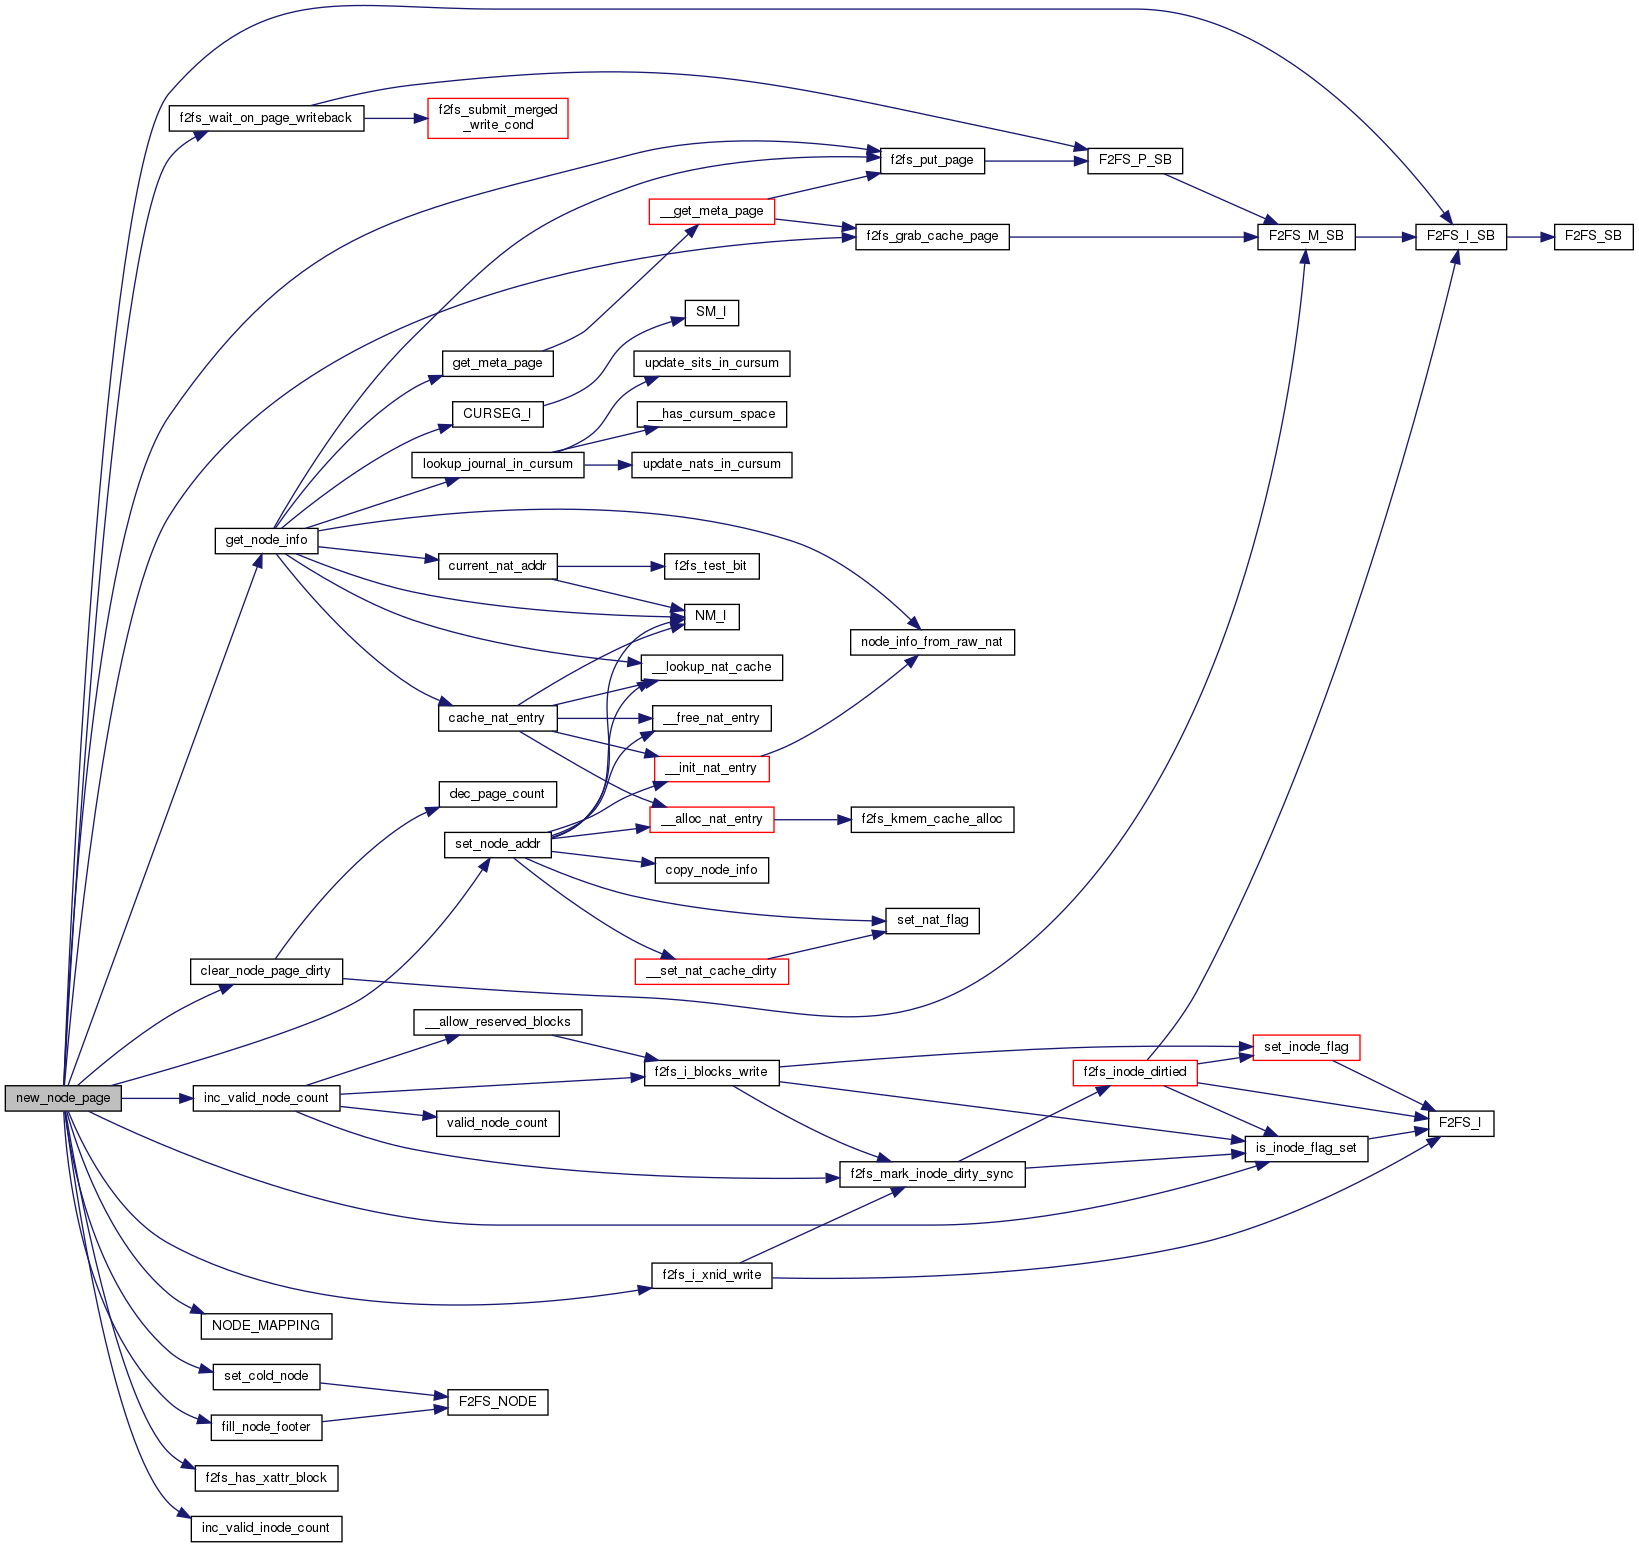 f2fs_wait_on_page_writeback
f2fs_submit_merged
_write_cond
f2fs_put_page
F2FS_P_SB
__get_meta_page
f2fs_grab_cache_page
F2FS_M_SB
F2FS_I_SB
F2FS_SB
SM_I
get_meta_page
update_sits_in_cursum
CURSEG_I
__has_cursum_space
lookup_journal_in_cursum
update_nats_in_cursum
get_node_info
current_nat_addr
f2fs_test_bit
NM_I
node_info_from_raw_nat
__lookup_nat_cache
cache_nat_entry
__free_nat_entry
__init_nat_entry
dec_page_count
__alloc_nat_entry
f2fs_kmem_cache_alloc
set_node_addr
copy_node_info
set_nat_flag
clear_node_page_dirty
__set_nat_cache_dirty
__allow_reserved_blocks
set_inode_flag
f2fs_i_blocks_write
f2fs_inode_dirtied
new_node_page
inc_valid_node_count
valid_node_count
F2FS_I
is_inode_flag_set
f2fs_mark_inode_dirty_sync
f2fs_i_xnid_write
NODE_MAPPING
set_cold_node
F2FS_NODE
fill_node_footer
f2fs_has_xattr_block
inc_valid_inode_count